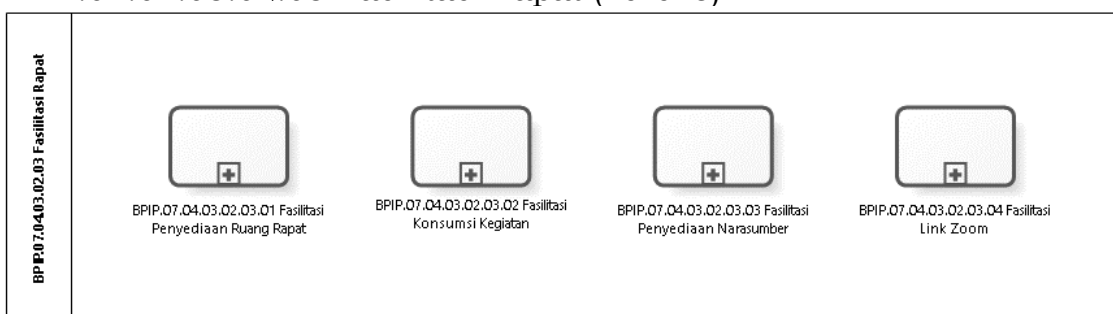 BPIP.07.04.03.02.03 Fasilitasi Rapat
BPIP.07.04.03.02.03.01 Fasilitasi
Penyediaan Ruang Rapat
BPIP.07.04.03.02.03.02 Fasilitasi
Konsumsi Kegiatan
BPIP.07.04.03.02.03.03 Fasilitasi
Penyediaan Narasumber
BPIP.07.04.03.02.03.04 Fasilitasi
Link Zoom